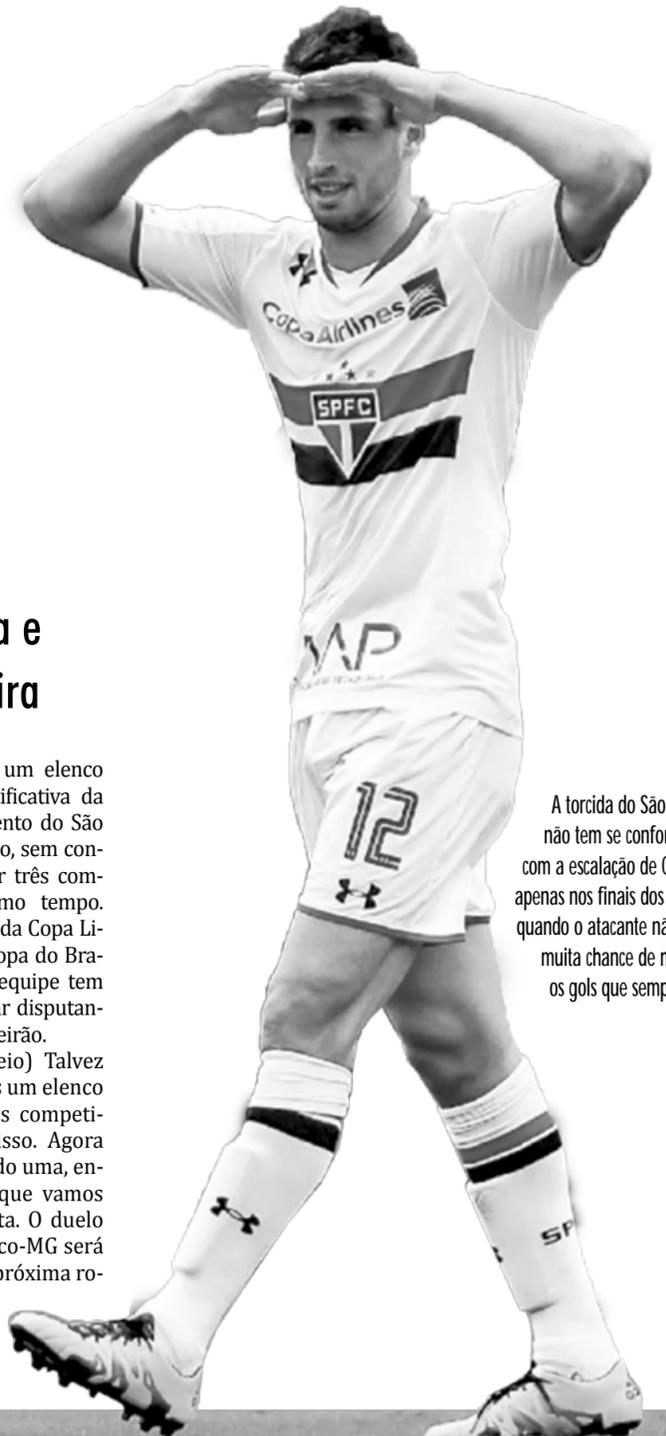 Copa Airlines
SPFC
12
a e
ira
um elenco
ificativa da
ento do São
o, sem con-
r três com-
mo tempo.
da Copa Li-
opa do Bra-
equipe tem
r disputan-
eirão.
eio) Talvez
s um elenco
s competi-
isso. Agora
do uma, en-
que vamos
ta. O duelo
co-MG será
próxima ro-
A torcida do São
não tem se confor
com a escalação de C
apenas nos finais dos
quando o atacante nã
muita chance de m
os gols que semp
SP